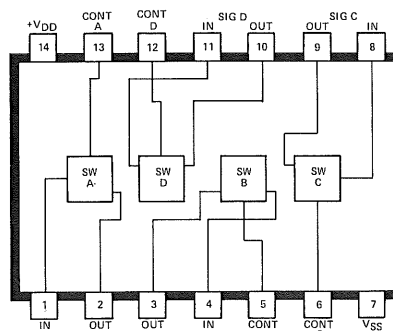 CONT CONT SIG D SIG C
+VDD A D IN OUT OUT IN
14 13 12 11 10 9 8
SW SW SW SW
A D B C
1 2 3 4 5 6 7
IN OUT OUT IN CONT CONT VSS